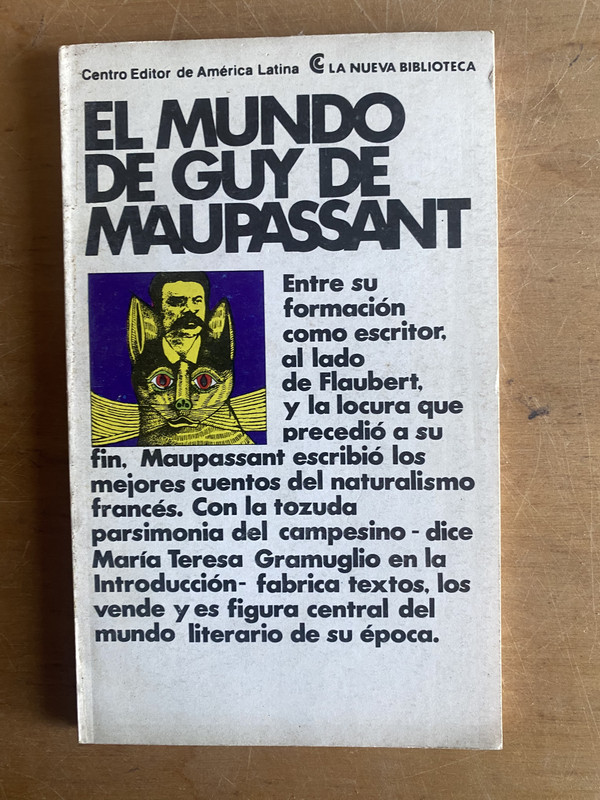 Centro Editor de América Latina LA NUEVA BIBLIOTECA
EL MUNDO
DE GUY DE
MAUPASSANT
Entre su
formación
como escritor,
al lado
de Flaubert,
y la locura que
precedió a su
fin, Maupassant escribió los
mejores cuentos del naturalismo
francés. Con la tozuda
parsimonia del campesino - dice
María Teresa Gramuglio en la
Introducción- fabrica textos, los
vende y es figura central del
mundo literario de su época.